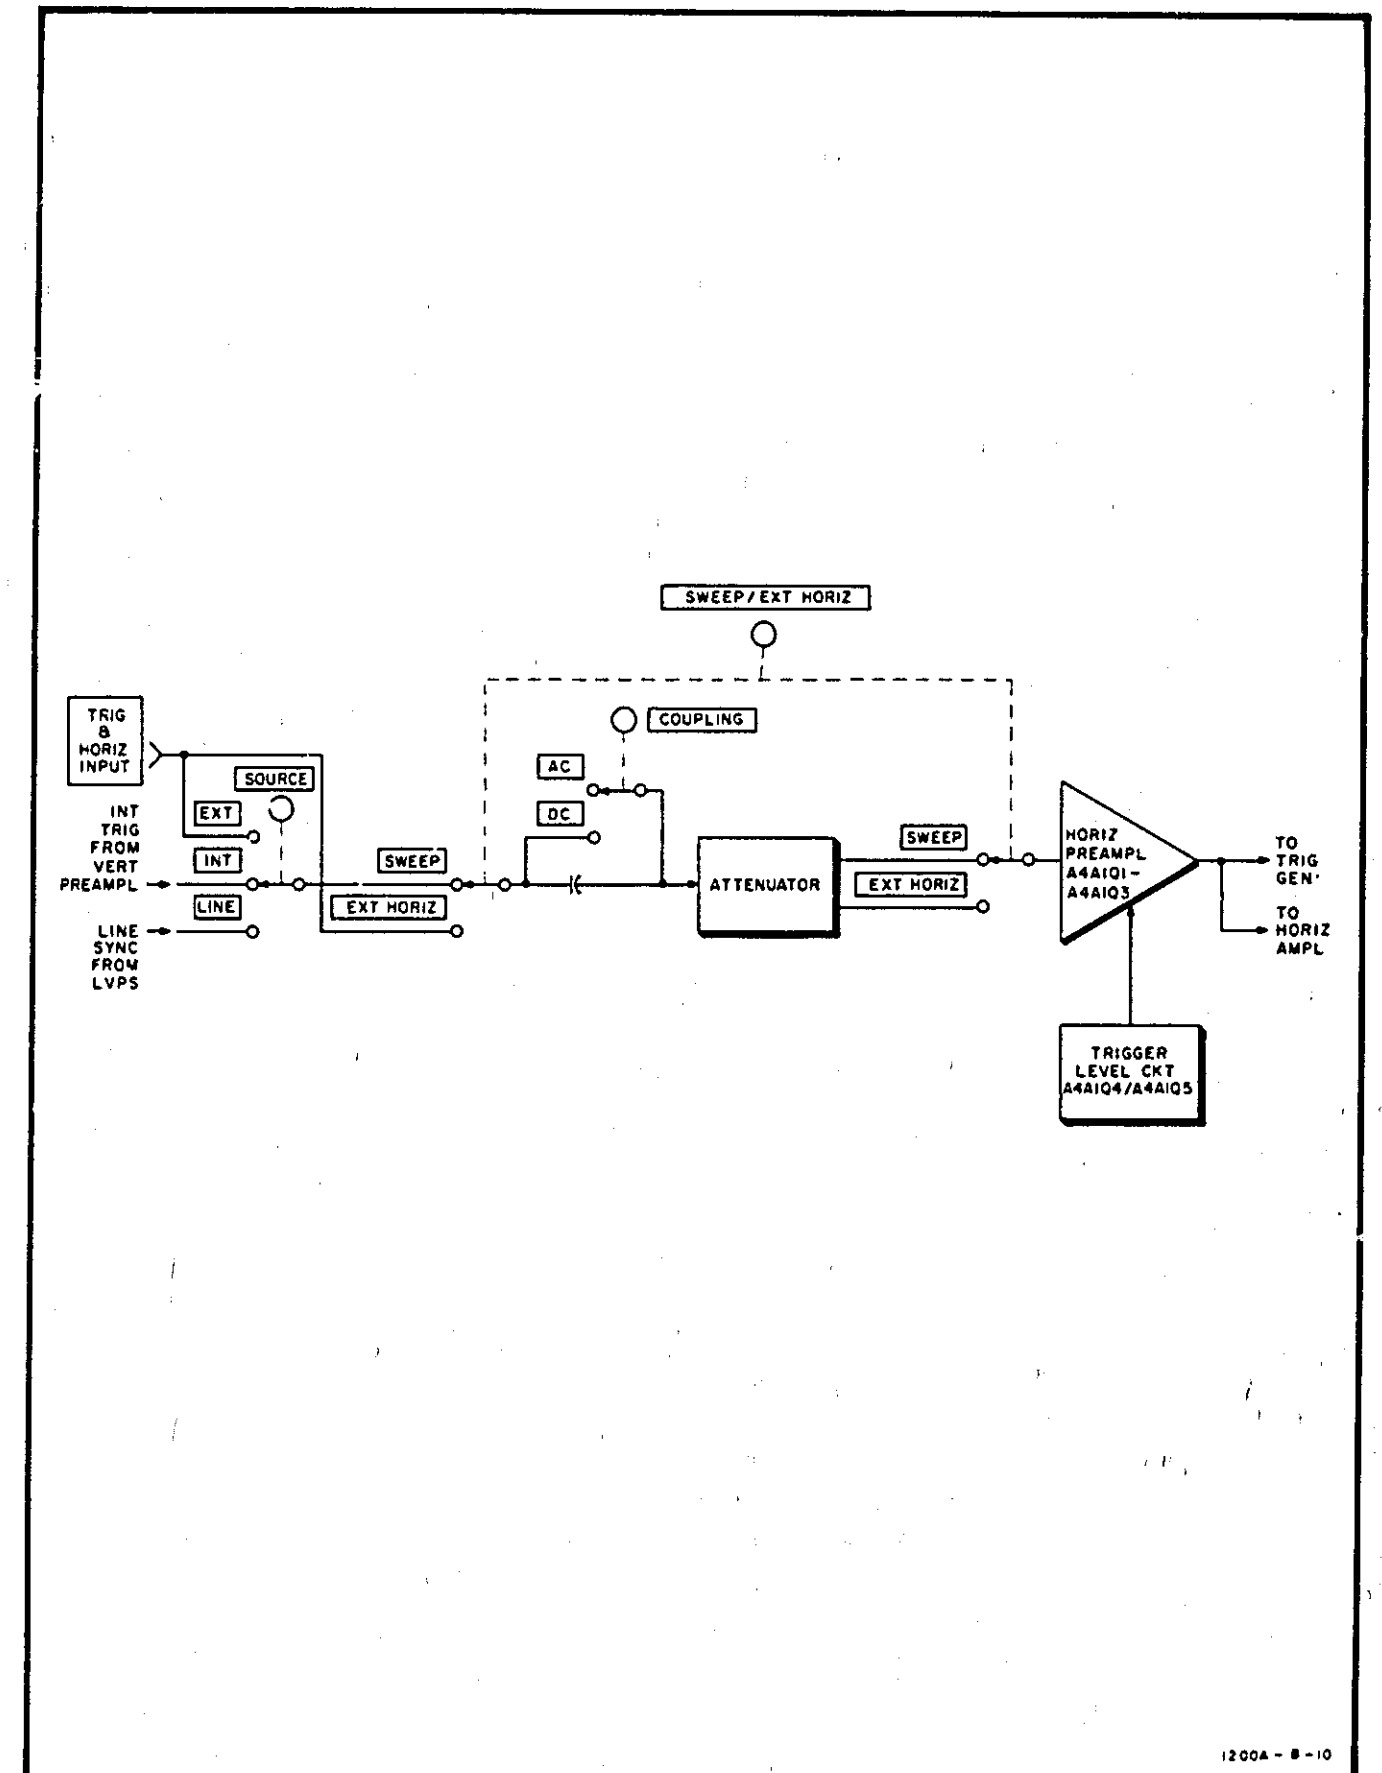 SWEEP/EXT HORIZ
COUPLING
TRIG
&
HORIZ
INPUT
SOURCE
AC
DC
EXT
INT
TRIG
FROM
VERT
PREAMPL
INT
LINE
LINE
SYNC
FROM
LVPS
SWEEP
EXT HORIZ
ATTENUATOR
SWEEP
EXT HORIZ
HORIZ
PREAMPL
A4A1Q1-
A4A1Q3
TO
TRIG
GEN'
TO
HORIZ
AMPL
TRIGGER
LEVEL CKT
A4A1Q4/A4A1Q5
1200A-B-10